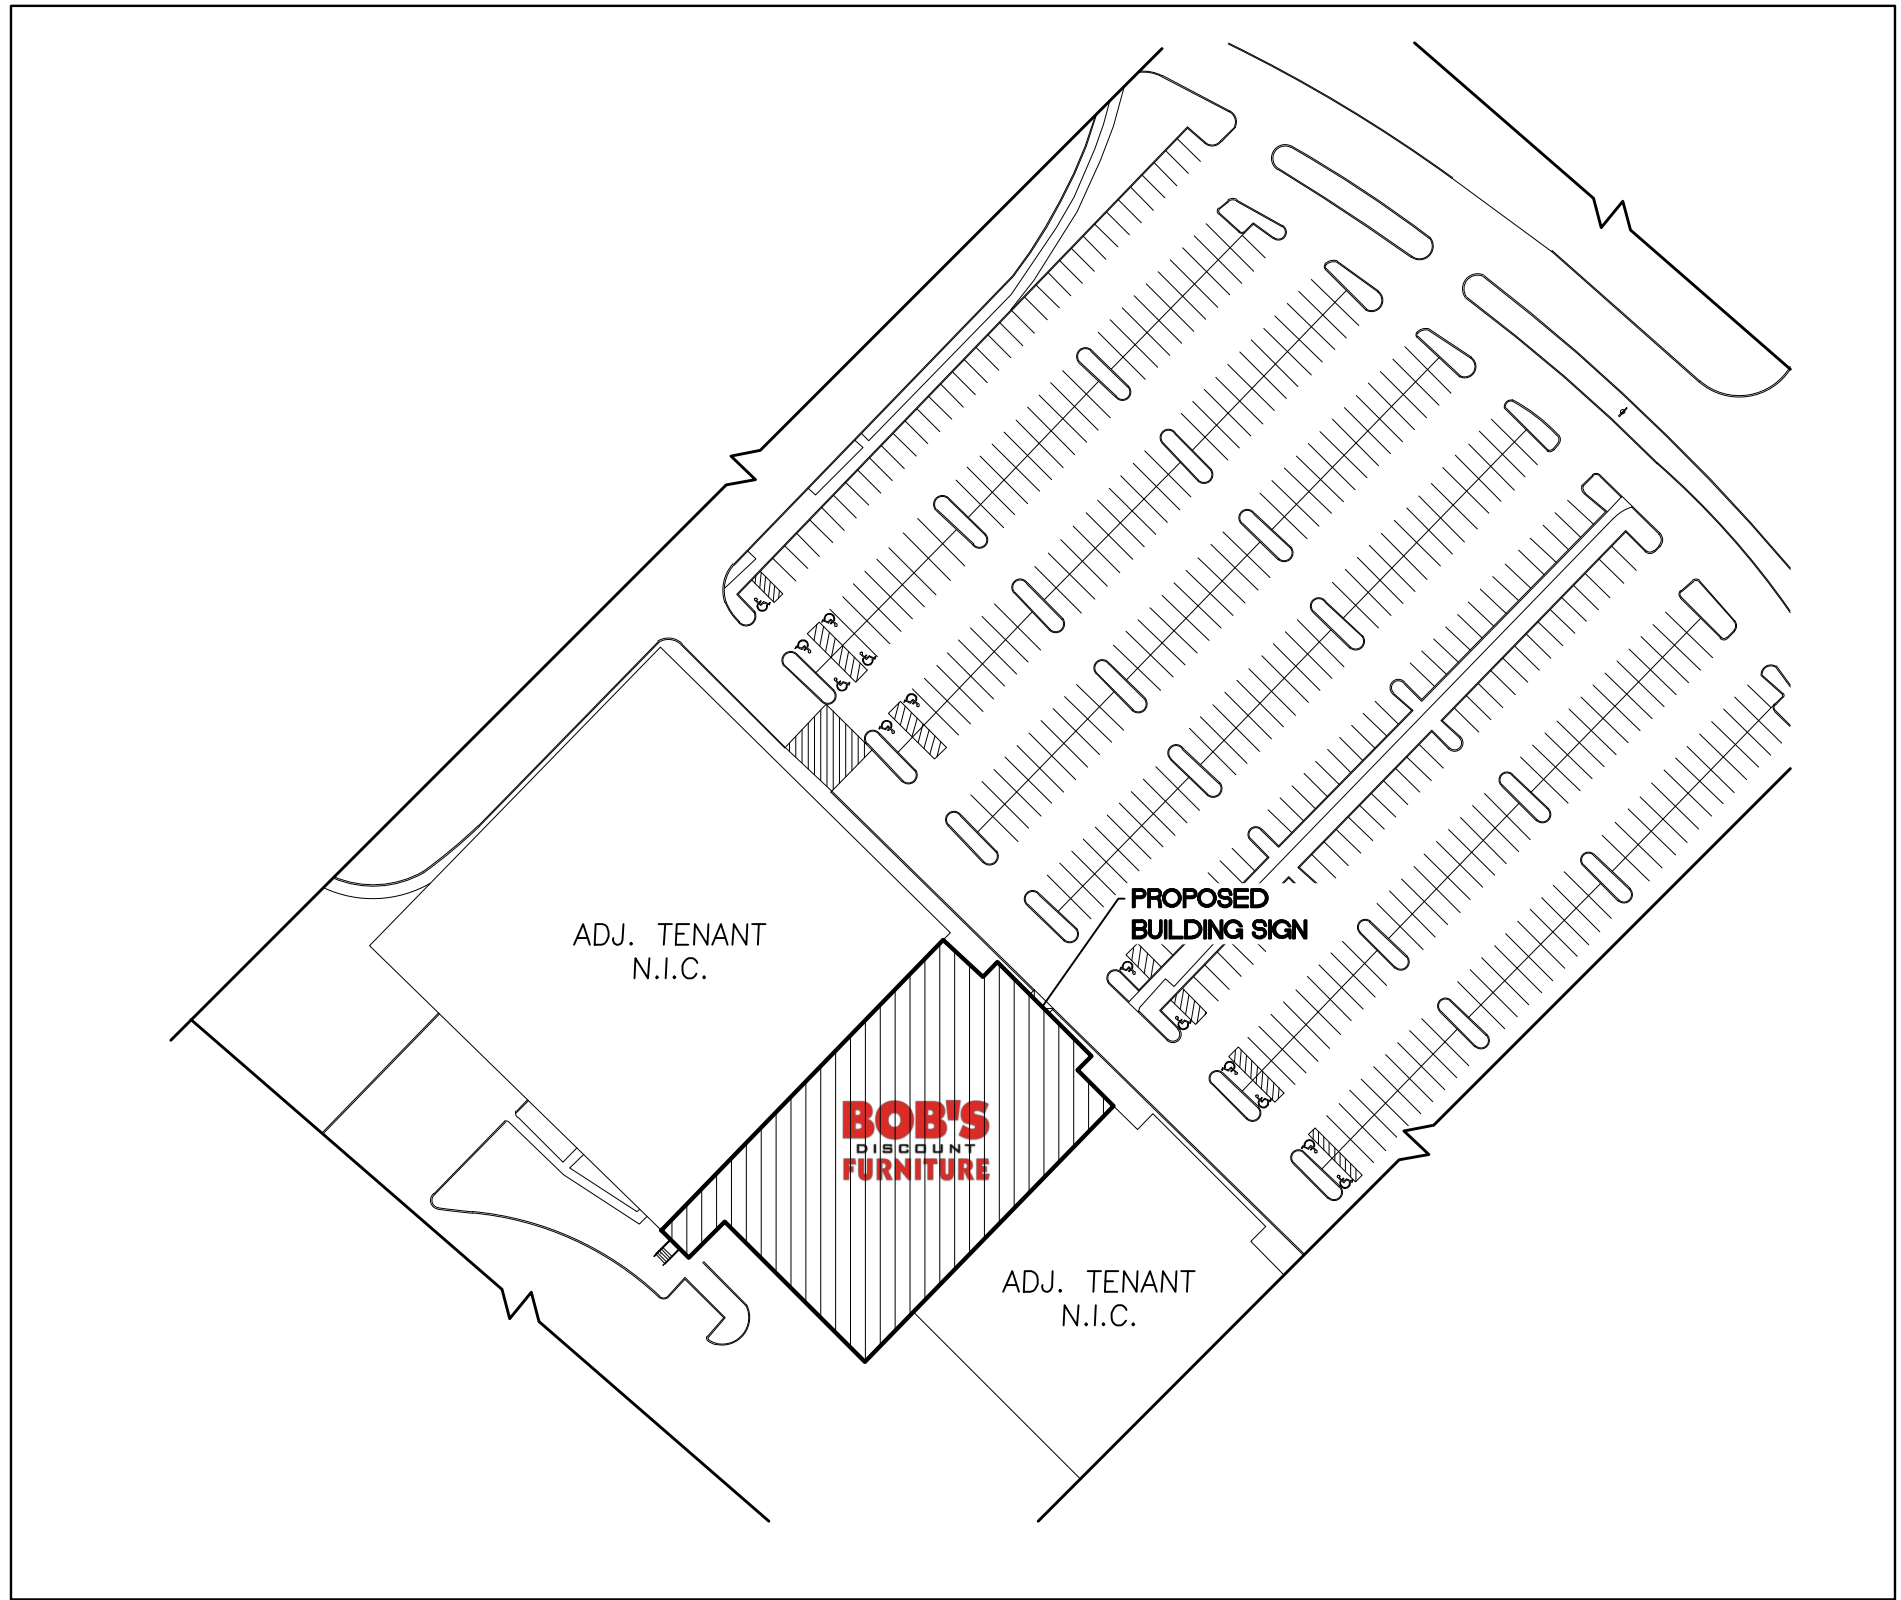 PROPOSED
BUILDING SIGN
ADJ. TENANT
N.I.C.
BOB'S
DISCOUNT
FURNITURE
ADJ. TENANT
N.I.C.